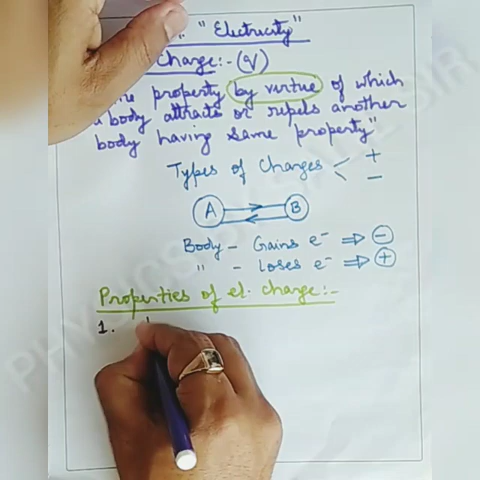 "Electricity"
Charge:- (q)
property by virtue of which
a body attracts or repels another
body having same property"
Types of Charges < +
< -
A B
Body - Gains e⁻ ⇒ ⊖
" - Loses e⁻ ⇒ ⊕
Properties of el. charge:-
1.